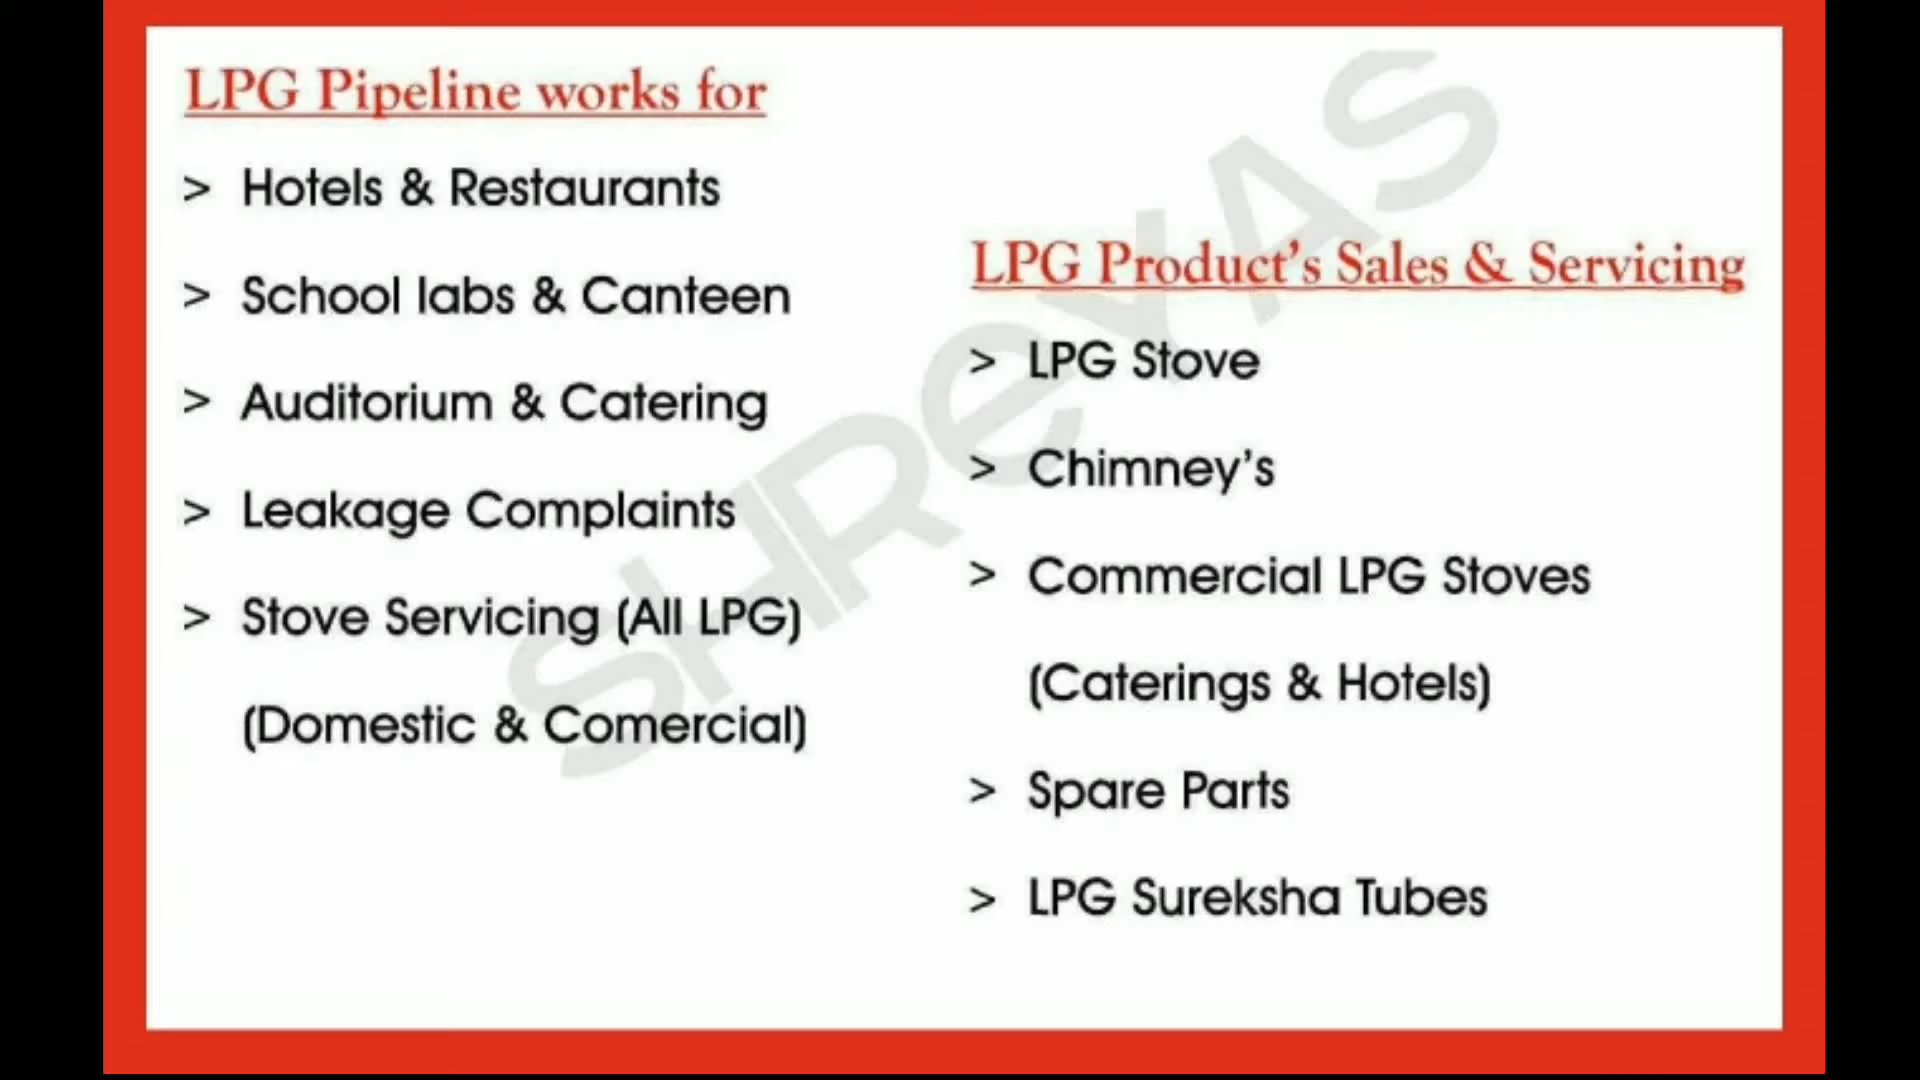 LPG Pipeline works for
> Hotels & Restaurants
> School labs & Canteen
> Auditorium & Catering
> Leakage Complaints
> Stove Servicing (All LPG)
(Domestic & Comercial)
LPG Product's Sales & Servicing
> LPG Stove
> Chimney's
> Commercial LPG Stoves
(Caterings & Hotels)
> Spare Parts
> LPG Sureksha Tubes
SHReYAS